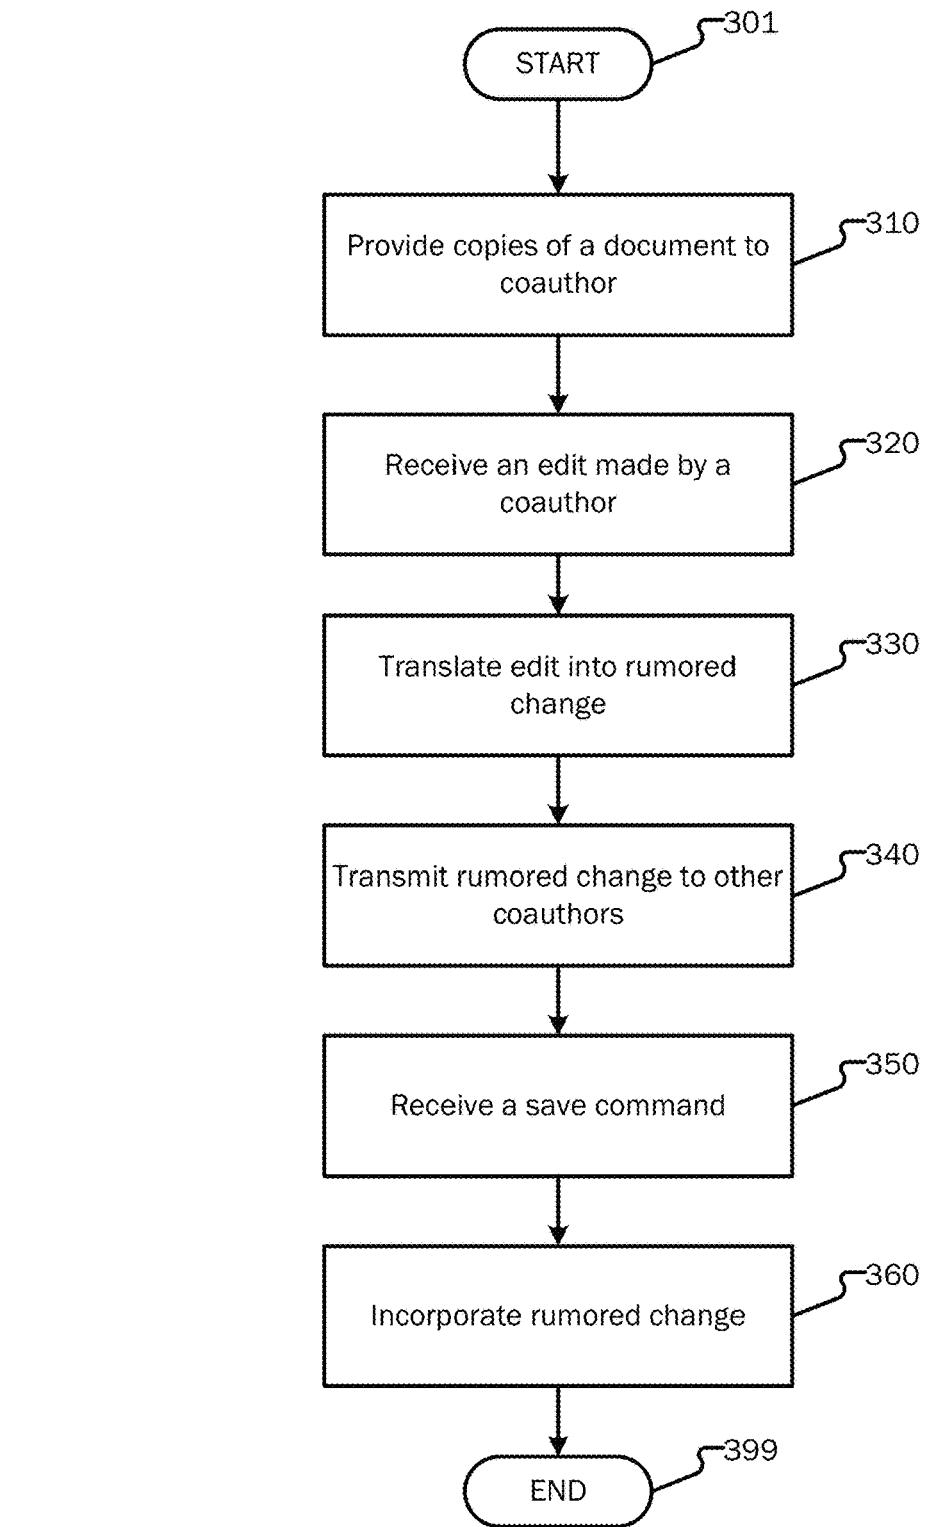 START
301
Provide copies of a document to
coauthor
310
Receive an edit made by a
coauthor
320
Translate edit into rumored
change
330
Transmit rumored change to other
coauthors
340
Receive a save command
350
Incorporate rumored change
360
END
399